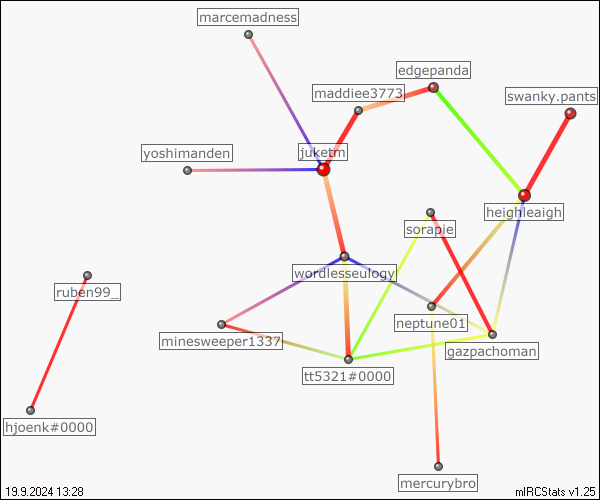 marcemadness
edgepanda
maddiee3773
swanky.pants
yoshimanden
juketm
heighleaigh
sorapie
wordlesseulogy
ruben99_
neptune01
minesweeper1337
gazpachoman
tt5321#0000
hjoenk#0000
mercurybro
19.9.2024 13:28
mIRCStats v1.25